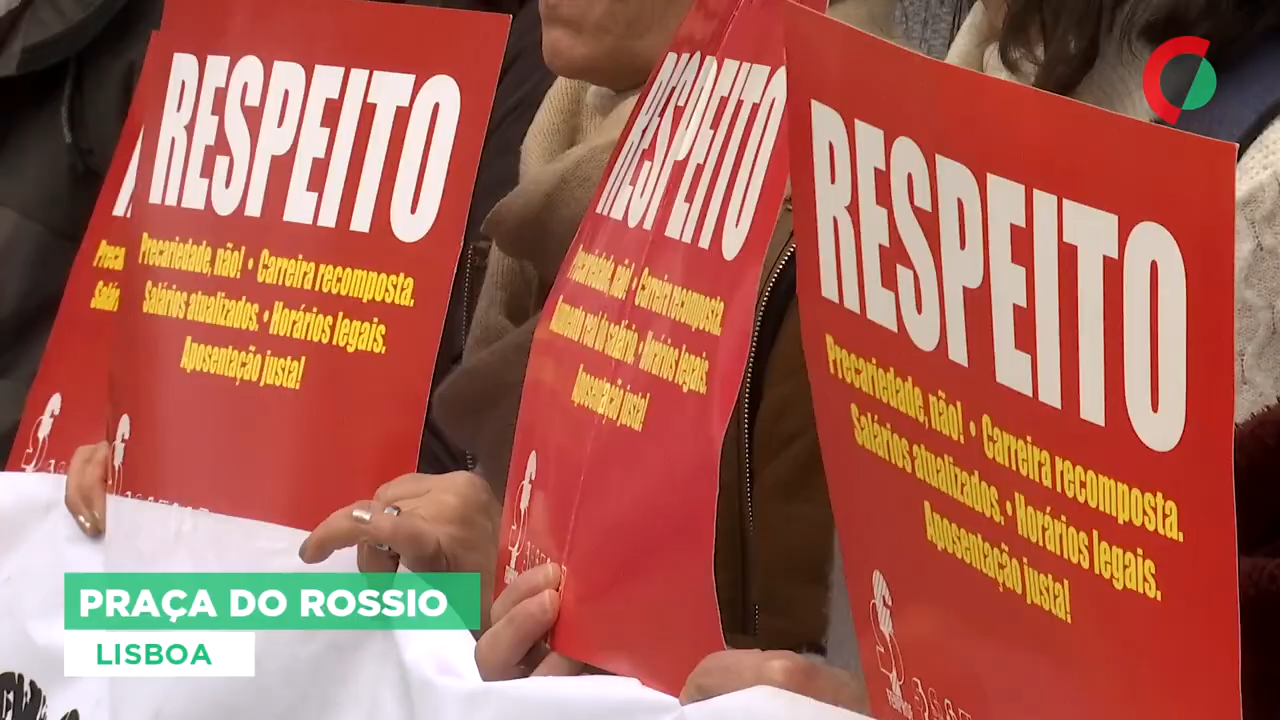 RESPEITO
Precariedade, não! • Carreira recomposta.
Salários atualizados. • Horários legais.
Aposentação justa!
RESPEITO
Precariedade, não! • Carreira recomposta.
Aumento real do salário. • Horários legais.
Aposentação justa!
RESPEITO
Precariedade, não! • Carreira recomposta.
Salários atualizados. • Horários legais.
Aposentação justa!
PRAÇA DO ROSSIO
LISBOA